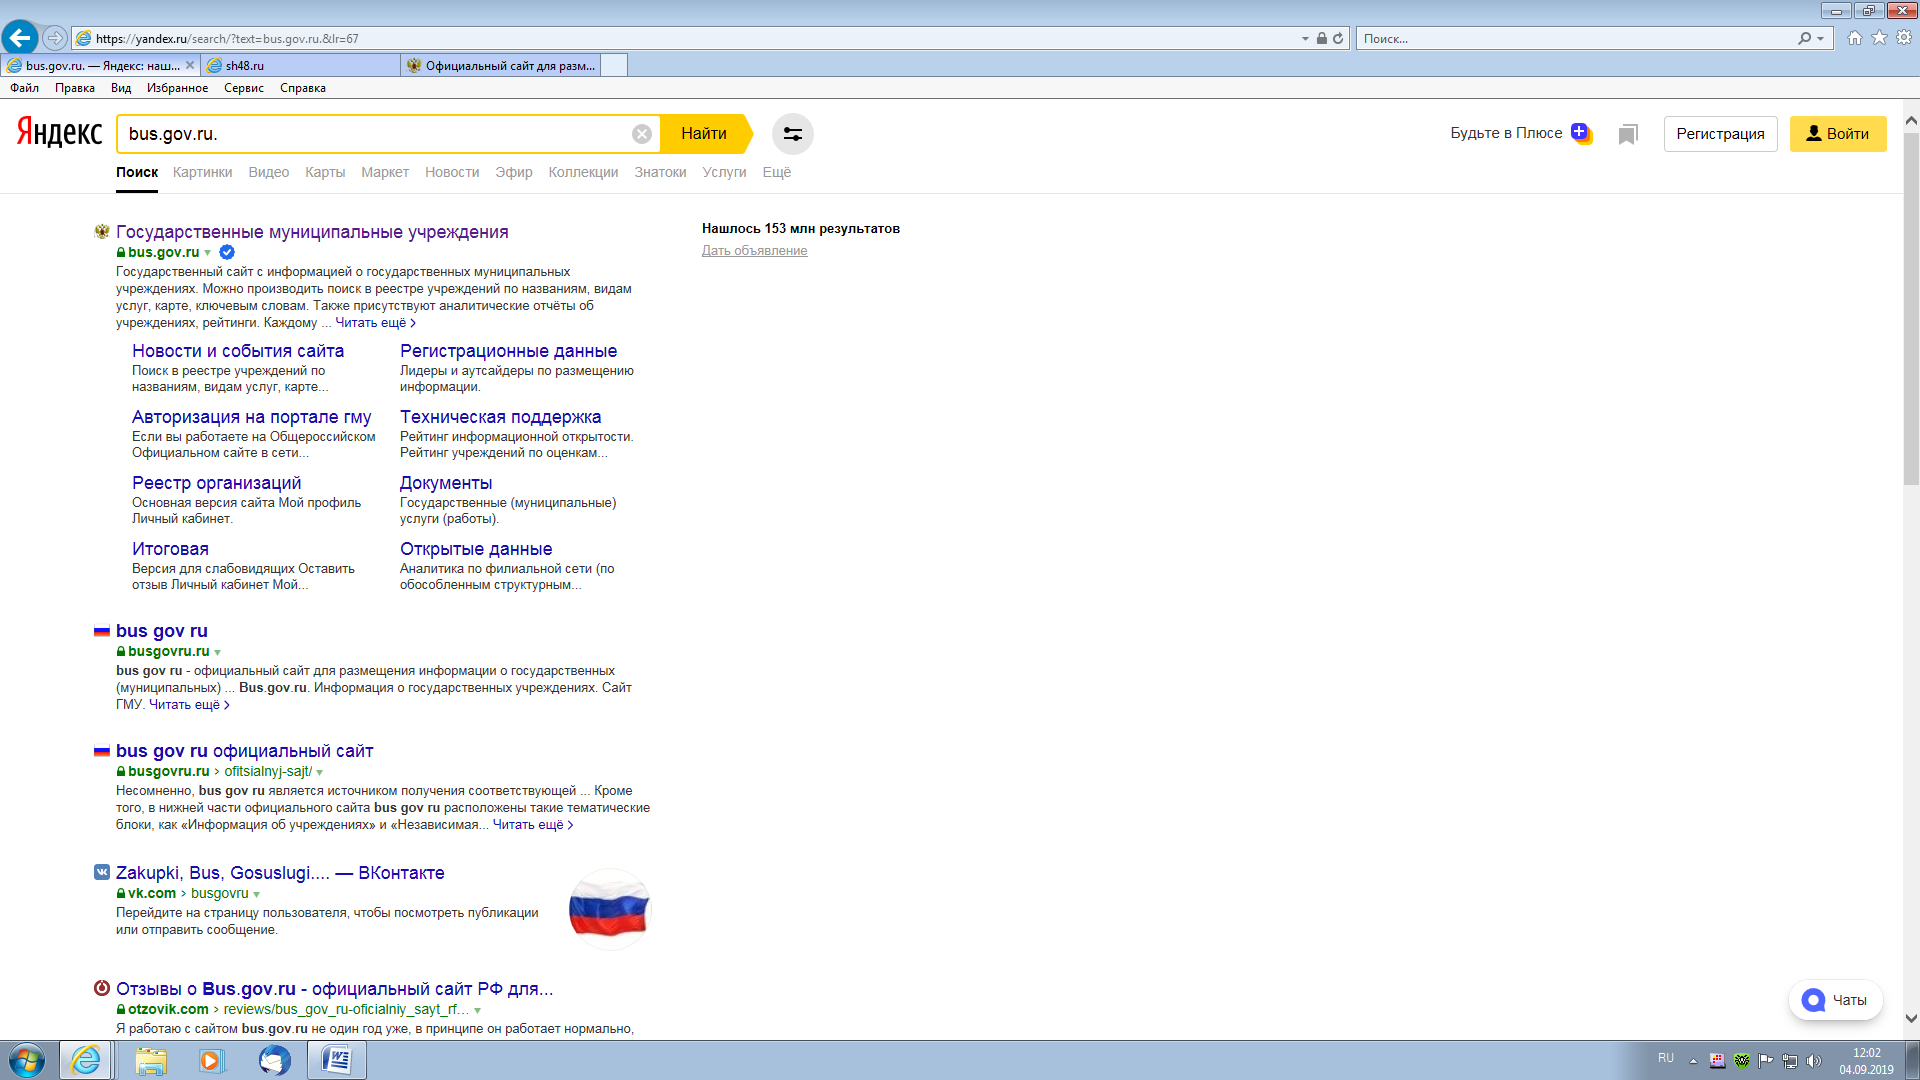 https://yandex.ru/search/?text=bus.gov.ru.&lr=67
Поиск...
bus.gov.ru. — Яндекс: наш...
sh48.ru
Официальный сайт для разм...
Файл Правка Вид Избранное Сервис Справка
Яндекс
bus.gov.ru.
Найти
Будьте в Плюсе
Регистрация
Войти
Поиск Картинки Видео Карты Маркет Новости Эфир Коллекции Знатоки Услуги Ещё
Государственные муниципальные учреждения
bus.gov.ru
Государственный сайт с информацией о государственных муниципальных
учреждениях. Можно производить поиск в реестре учреждений по названиям, видам
услуг, карте, ключевым словам. Также присутствуют аналитические отчёты об
учреждениях, рейтинги. Каждому ... Читать ещё >
Новости и события сайта
Поиск в реестре учреждений по
названиям, видам услуг, карте...
Регистрационные данные
Лидеры и аутсайдеры по размещению
информации.
Авторизация на портале гму
Если вы работаете на Общероссийском
Официальном сайте в сети...
Техническая поддержка
Рейтинг информационной открытости.
Рейтинг учреждений по оценкам...
Реестр организаций
Основная версия сайта Мой профиль
Личный кабинет.
Документы
Государственные (муниципальные)
услуги (работы).
Итоговая
Версия для слабовидящих Оставить
отзыв Личный кабинет Мой...
Открытые данные
Аналитика по филиальной сети (по
обособленным структурным...
Нашлось 153 млн результатов
Дать объявление
bus gov ru
busgovru.ru
bus gov ru - официальный сайт для размещения информации о государственных
(муниципальных) ... Bus.gov.ru. Информация о государственных учреждениях. Сайт
ГМУ. Читать ещё >
bus gov ru официальный сайт
busgovru.ru > ofitsialnyj-sajt/
Несомненно, bus gov ru является источником получения соответствующей ... Кроме
того, в нижней части официального сайта bus gov ru расположены такие тематические
блоки, как «Информация об учреждениях» и «Независимая... Читать ещё >
Zakupki, Bus, Gosuslugi.... — ВКонтакте
vk.com > busgovru
Перейдите на страницу пользователя, чтобы посмотреть публикации
или отправить сообщение.
Отзывы о Bus.gov.ru - официальный сайт РФ для...
otzovik.com > reviews/bus_gov_ru-oficialniy_sayt_rf...
Я работаю с сайтом bus.gov.ru не один год уже, в принципе он работает нормально,
Чаты
RU
12:02
04.09.2019